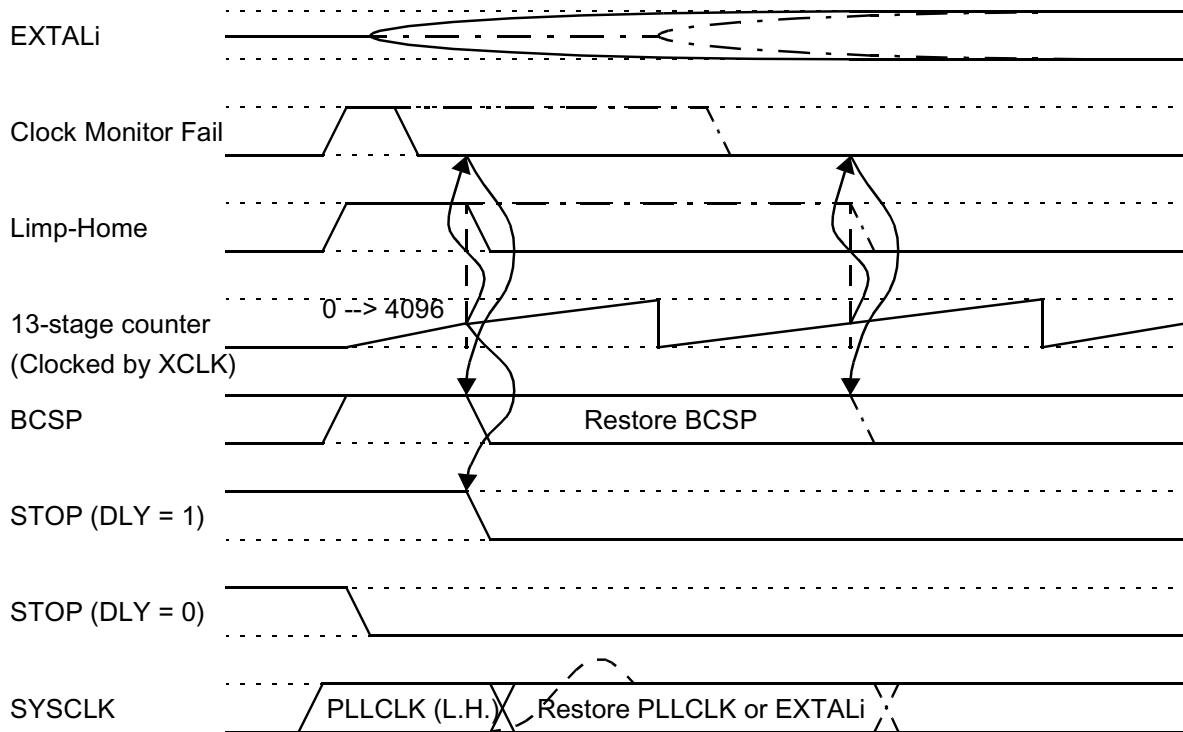 EXTALi
Clock Monitor Fail
Limp-Home
0 --> 4096
13-stage counter
(Clocked by XCLK)
BCSP
Restore BCSP
STOP (DLY = 1)
STOP (DLY = 0)
SYSCLK
PLLCLK (L.H.)
Restore PLLCLK or EXTALi